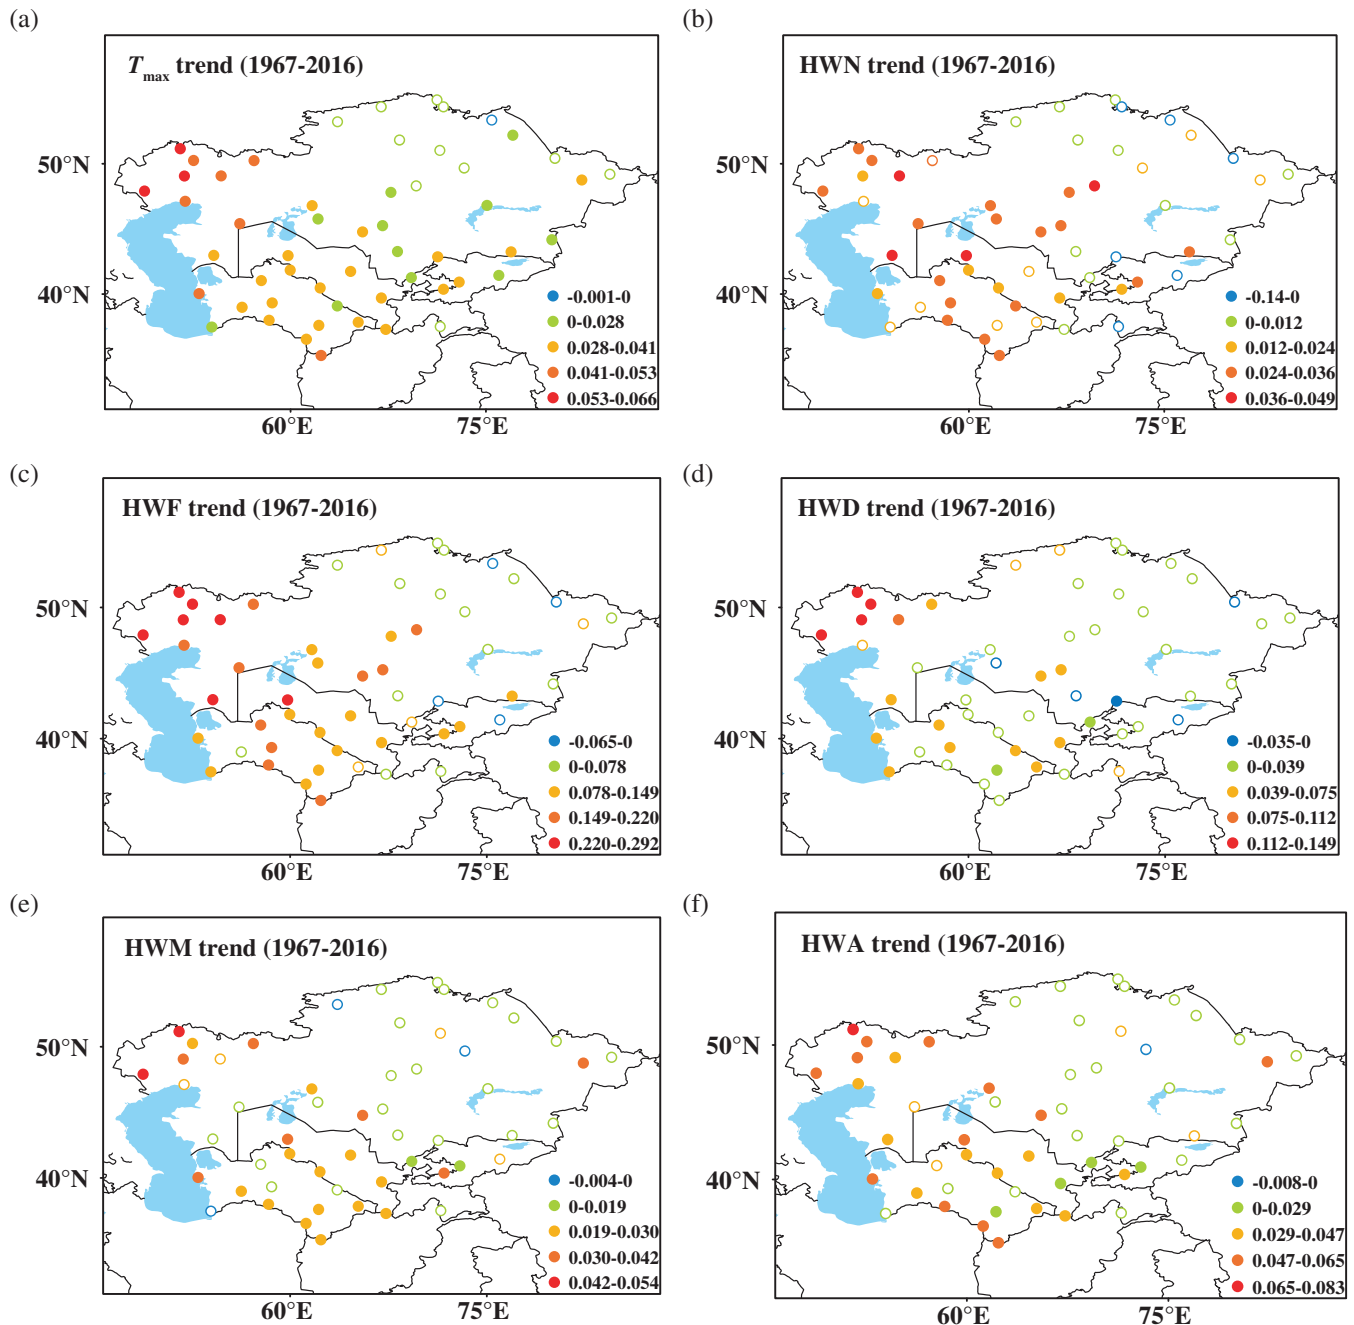 (a)
(b)
T max trend (1967-2016)
HWN trend (1967-2016)
50°N
50°N
40°N
40°N
-0.001-0
0-0.028
0.028-0.041
0.041-0.053
0.053-0.066
-0.14-0
0-0.012
0.012-0.024
0.024-0.036
0.036-0.049
60°E
75°E
60°E
75°E
(c)
(d)
HWF trend (1967-2016)
HWD trend (1967-2016)
50°N
50°N
40°N
40°N
-0.065-0
0-0.078
0.078-0.149
0.149-0.220
0.220-0.292
-0.035-0
0-0.039
0.039-0.075
0.075-0.112
0.112-0.149
60°E
75°E
60°E
75°E
(e)
(f)
HWM trend (1967-2016)
HWA trend (1967-2016)
50°N
50°N
40°N
40°N
-0.004-0
0-0.019
0.019-0.030
0.030-0.042
0.042-0.054
-0.008-0
0-0.029
0.029-0.047
0.047-0.065
0.065-0.083
60°E
75°E
60°E
75°E